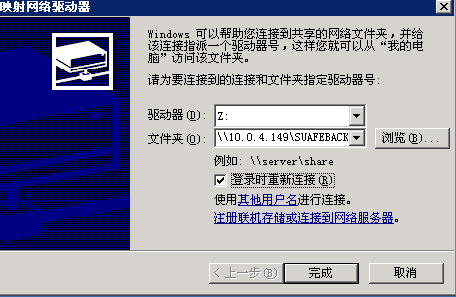 映射网络驱动器
Windows 可以帮助您连接到共享的网络文件夹,并给
该连接指派一个驱动器号,这样您就可以从“我的电
脑”访问该文件夹。
请为要连接到的连接和文件夹指定驱动器号:
驱动器(D): Z:
文件夹(O): \\10.0.4.149\SUAFEBACK 浏览(B)...
例如: \\server\share
登录时重新连接(R)
使用其他用户名进行连接。
注册联机存储或连接到网络服务器。
< 上一步(B) 完成 取消